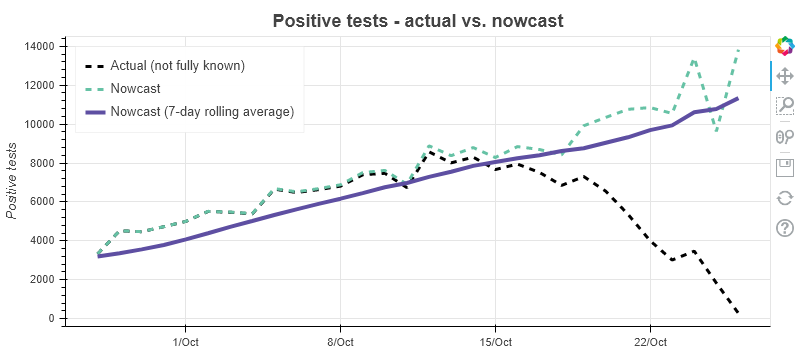 Positive tests - actual vs. nowcast
14000
12000
10000
8000
6000
4000
2000
0
Positive tests
Actual (not fully known)
Nowcast
Nowcast (7-day rolling average)
1/Oct
8/Oct
15/Oct
22/Oct